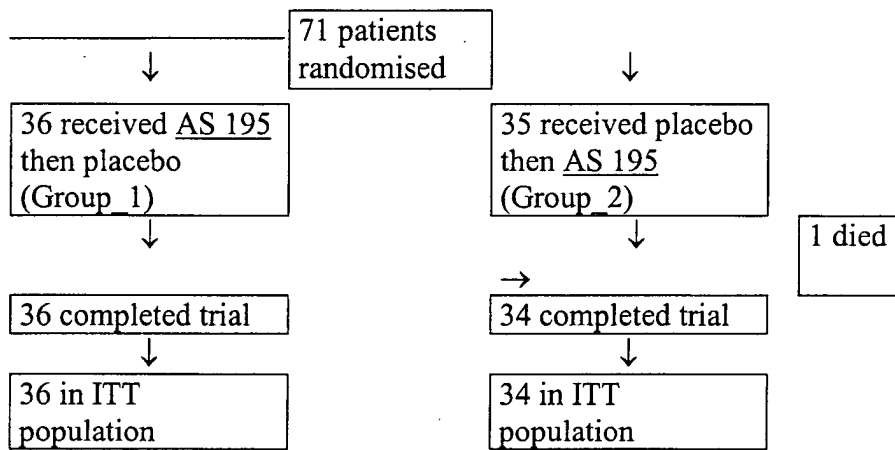 71 patients
randomised
36 received AS 195
then placebo
(Group_1)
35 received placebo
then AS 195
(Group_2)
1 died
36 completed trial
34 completed trial
36 in ITT
population
34 in ITT
population